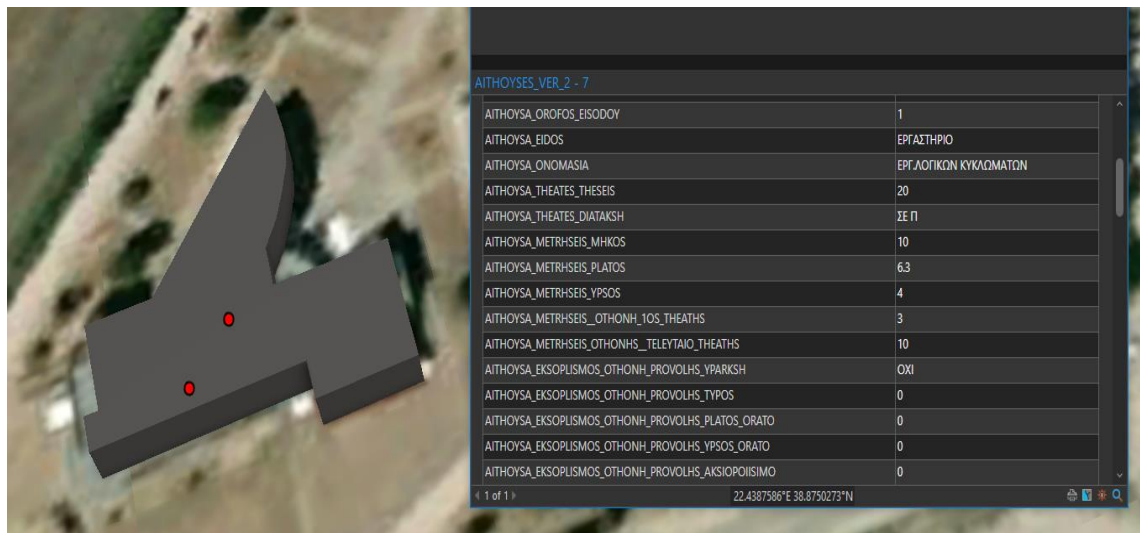 AITHOYSES_VER_2 - 7
AITHOYSA_OROFOS_EISODOY 1
AITHOYSA_EIDOS ΕΡΓΑΣΤΗΡΙΟ
AITHOYSA_ONOMASIA ΕΡΓ.ΛΟΓΙΚΩΝ ΚΥΚΛΩΜΑΤΩΝ
AITHOYSA_THEATES_THESEIS 20
AITHOYSA_THEATES_DIATAKSH ΣΕ Π
AITHOYSA_METRHSEIS_MHKOS 10
AITHOYSA_METRHSEIS_PLATOS 6.3
AITHOYSA_METRHSEIS_YPSOS 4
AITHOYSA_METRHSEIS__OTHONH_1OS_THEATHS 3
AITHOYSA_METRHSEIS_OTHONHS__TELEYTAIO_THEATHS 10
AITHOYSA_EKSOPLISMOS_OTHONH_PROVOLHS_YPARKSH ΟΧΙ
AITHOYSA_EKSOPLISMOS_OTHONH_PROVOLHS_TYPOS 0
AITHOYSA_EKSOPLISMOS_OTHONH_PROVOLHS_PLATOS_ORATO 0
AITHOYSA_EKSOPLISMOS_OTHONH_PROVOLHS_YPSOS_ORATO 0
AITHOYSA_EKSOPLISMOS_OTHONH_PROVOLHS_AKSIOPOIISIMO 0
1 of 1 22.4387586°E 38.8750273°N